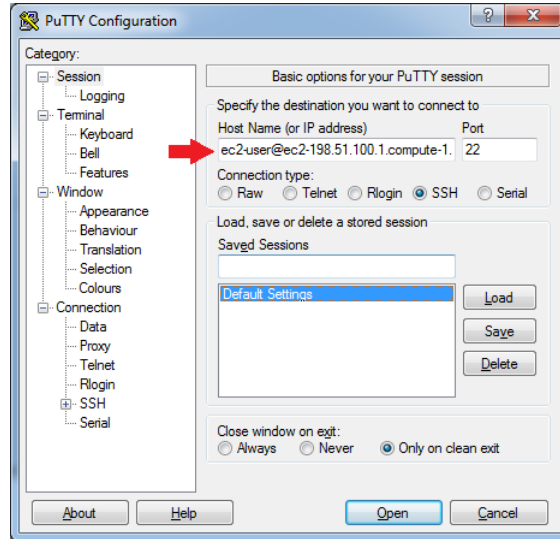 PuTTY Configuration
Category:
Session
Logging
Terminal
Keyboard
Bell
Features
Window
Appearance
Behaviour
Translation
Selection
Colours
Connection
Data
Proxy
Telnet
Rlogin
SSH
Serial
Basic options for your PuTTY session
Specify the destination you want to connect to
Host Name (or IP address) Port
ec2-user@ec2-198.51.100.1.compute-1. 22
Connection type:
Raw Telnet Rlogin SSH Serial
Load, save or delete a stored session
Saved Sessions
Default Settings
Load
Save
Delete
Close window on exit:
Always Never Only on clean exit
About Help Open Cancel